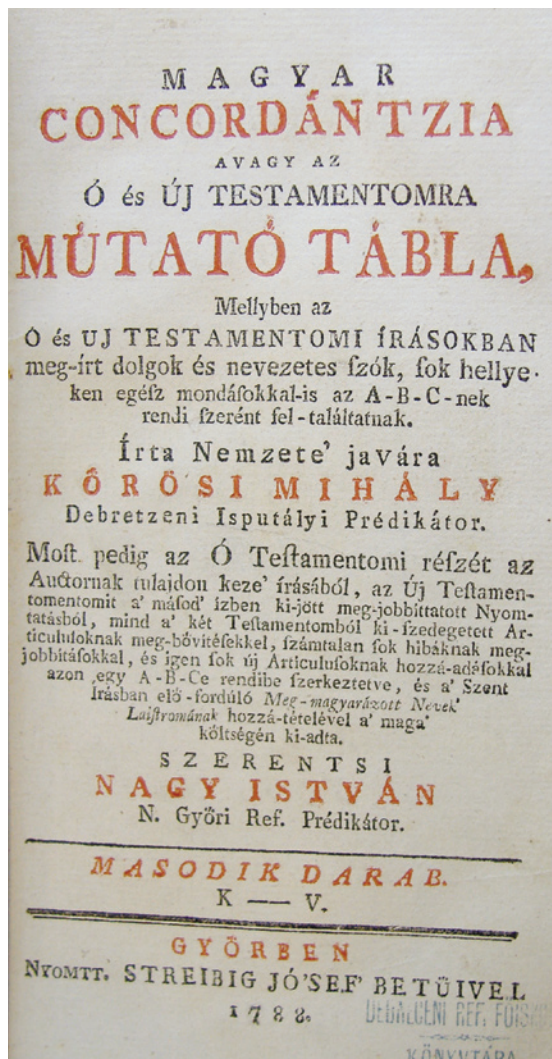 MAGYAR
CONCORDÁNTZIA
AVAGY AZ
Ó és ÚJ TESTAMENTOMRA
MÚTATÓ TÁBLA,
Mellyben az
Ó és UJ TESTAMENTOMI ÍRÁSOKBAN
meg-írt dolgok és nevezetes ſzók, ſok hellye-
ken egéſz mondáſokkal-is az A-B-C-nek
rendi ſzerént fel-találtatnak.
Írta Nemzete' javára
KŐRÖSI MIHÁLY
Debretzeni Isputályi Prédikátor.
Moſt pedig az Ó Teſtamentomi réſzét az
Auctornak tulajdon keze' írásából, az Új Teſtamen-
tomentomit a' máſod' ízben ki-jött meg-jobbíttatott Nyom-
tatásból, mind a' két Teſtamentomból ki-ſzedegetett Ar-
ticuluſoknak meg-bővitéſekkel, ſzámtalan ſok hibáknak meg-
jobbítáſokkal, és igen ſok új Articuluſoknak hozzá-adáſokkal
azon egy A-B-Ce rendibe ſzerkeztetve, és a' Szent
Írásban elő-fordúló Meg-magyarázott Nevek'
Laiſtromának hozzá-tételével a' maga'
költségén ki-adta.
SZERENTSI
NAGY ISTVÁN
N. Győri Ref. Prédikátor.
MASODIK DARAB.
K — V.
GYŐRBEN
NYOMTT. STREIBIG JÓ'SEF' BETŰIVEL
1788.
DEBRECENI REF. FŐISK
KÖNYVTÁRA